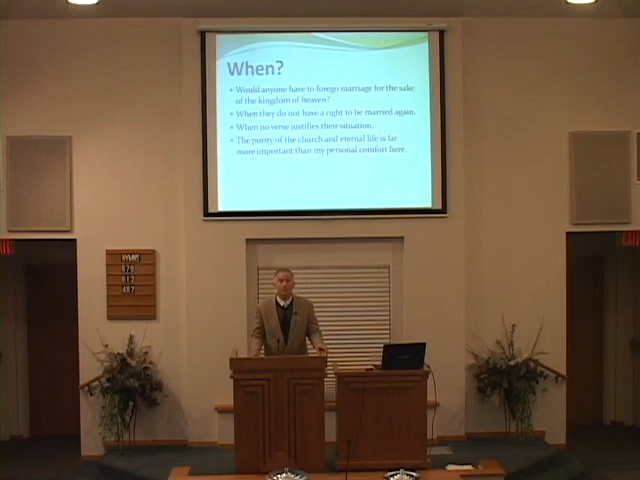 When?
• Would anyone have to forego marriage for the sake
of the kingdom of heaven?
• When they do not have a right to be married again.
• When no verse justifies their situation.
• The purity of the church and eternal life is far
more important than my personal comfort here.
HYMNS